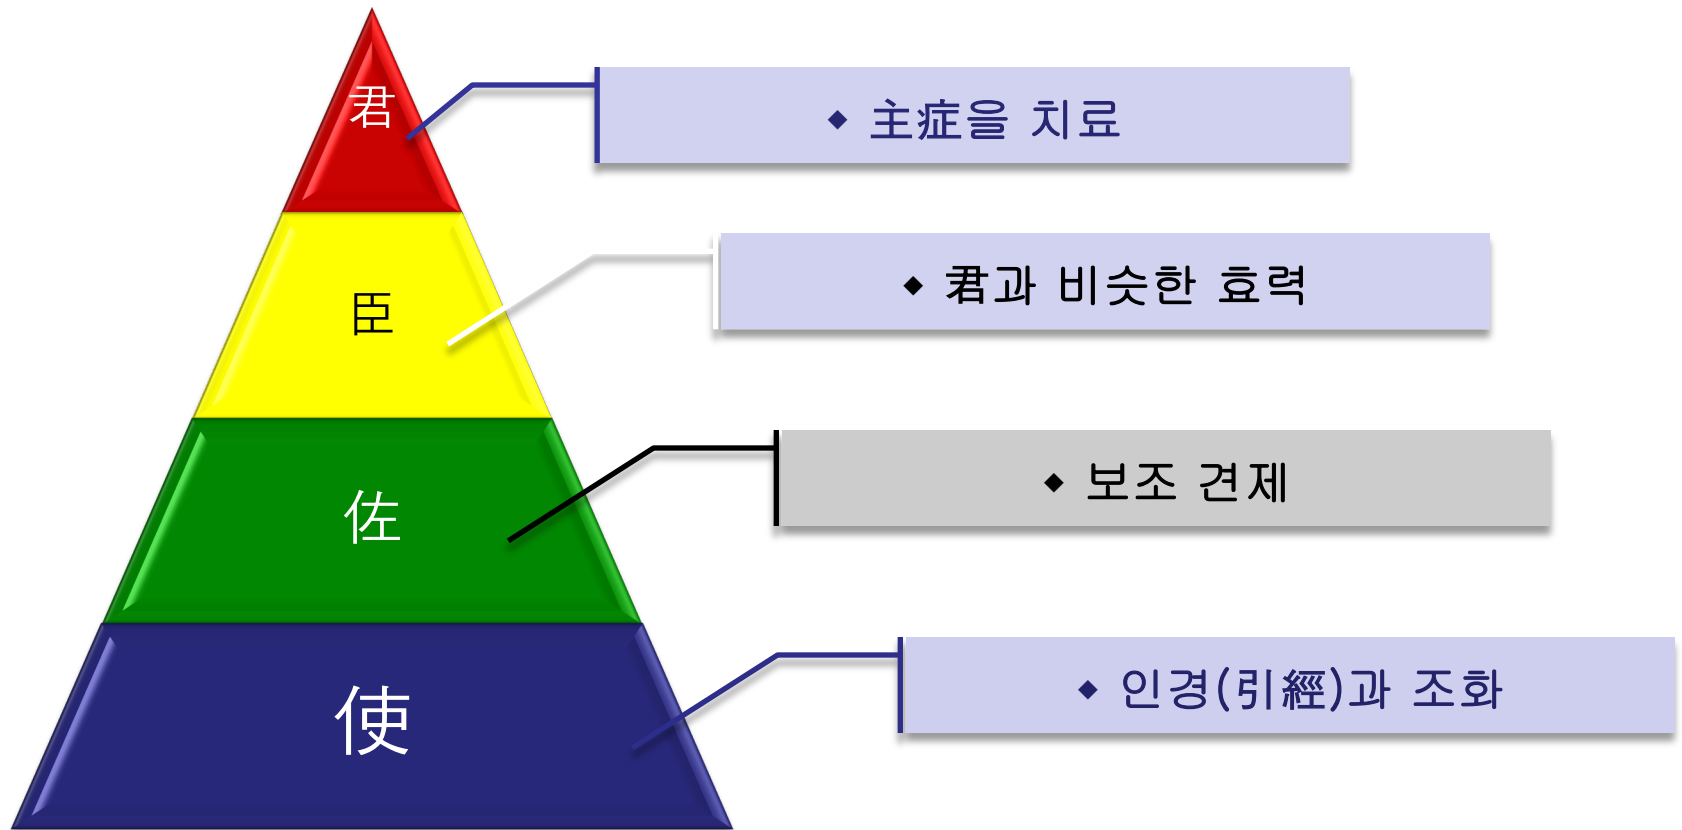 君
◆ 主症을 치료
臣
◆ 君과 비슷한 효력
佐
◆ 보조 견제
使
◆ 인경(引經)과 조화